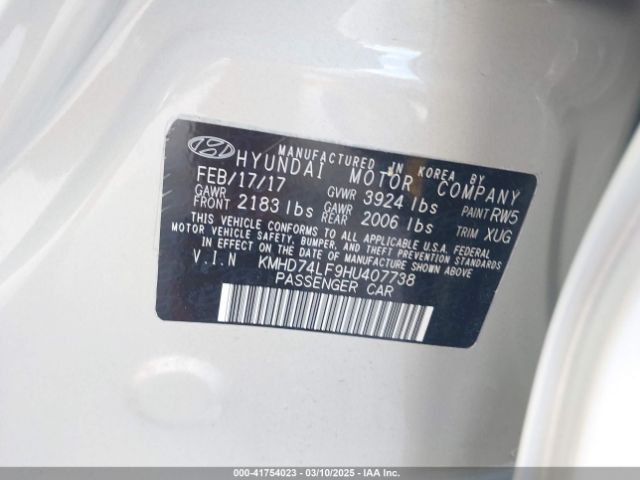 MANUFACTURED IN KOREA BY
HYUNDAI MOTOR COMPANY
FEB/17/17 GVWR 3924 lbs PAINT RW5
GAWR FRONT 2183 lbs GAWR REAR 2006 lbs TRIM XUG
THIS VEHICLE CONFORMS TO ALL APPLICABLE U.S.A. FEDERAL
MOTOR VEHICLE SAFETY, BUMPER, AND THEFT PREVENTION STANDARDS
IN EFFECT ON THE DATE OF MANUFACTURE SHOWN ABOVE.
V.I.N KMHD74LF9HU407738
PASSENGER CAR
000-41754023 — 03/10/2025 — IAAI.COM